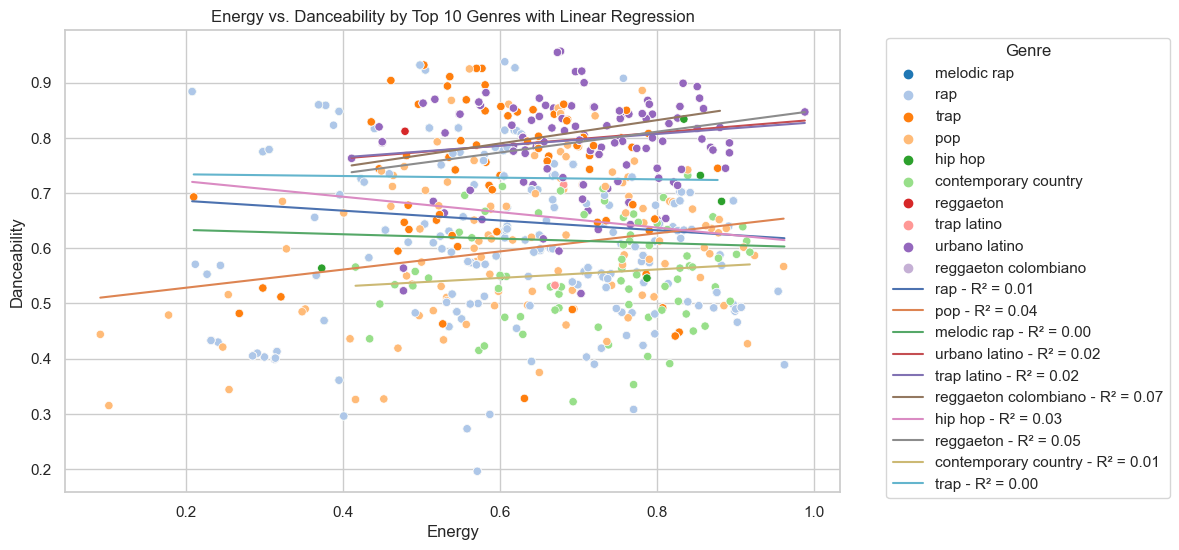 Energy vs. Danceability by Top 10 Genres with Linear Regression
Danceability
0.9
0.8
0.7
0.6
0.5
0.4
0.3
0.2
0.2
0.4
0.6
0.8
1.0
Energy
Genre
melodic rap
rap
trap
pop
hip hop
contemporary country
reggaeton
trap latino
urbano latino
reggaeton colombiano
rap - R² = 0.01
pop - R² = 0.04
melodic rap - R² = 0.00
urbano latino - R² = 0.02
trap latino - R² = 0.02
reggaeton colombiano - R² = 0.07
hip hop - R² = 0.03
reggaeton - R² = 0.05
contemporary country - R² = 0.01
trap - R² = 0.00